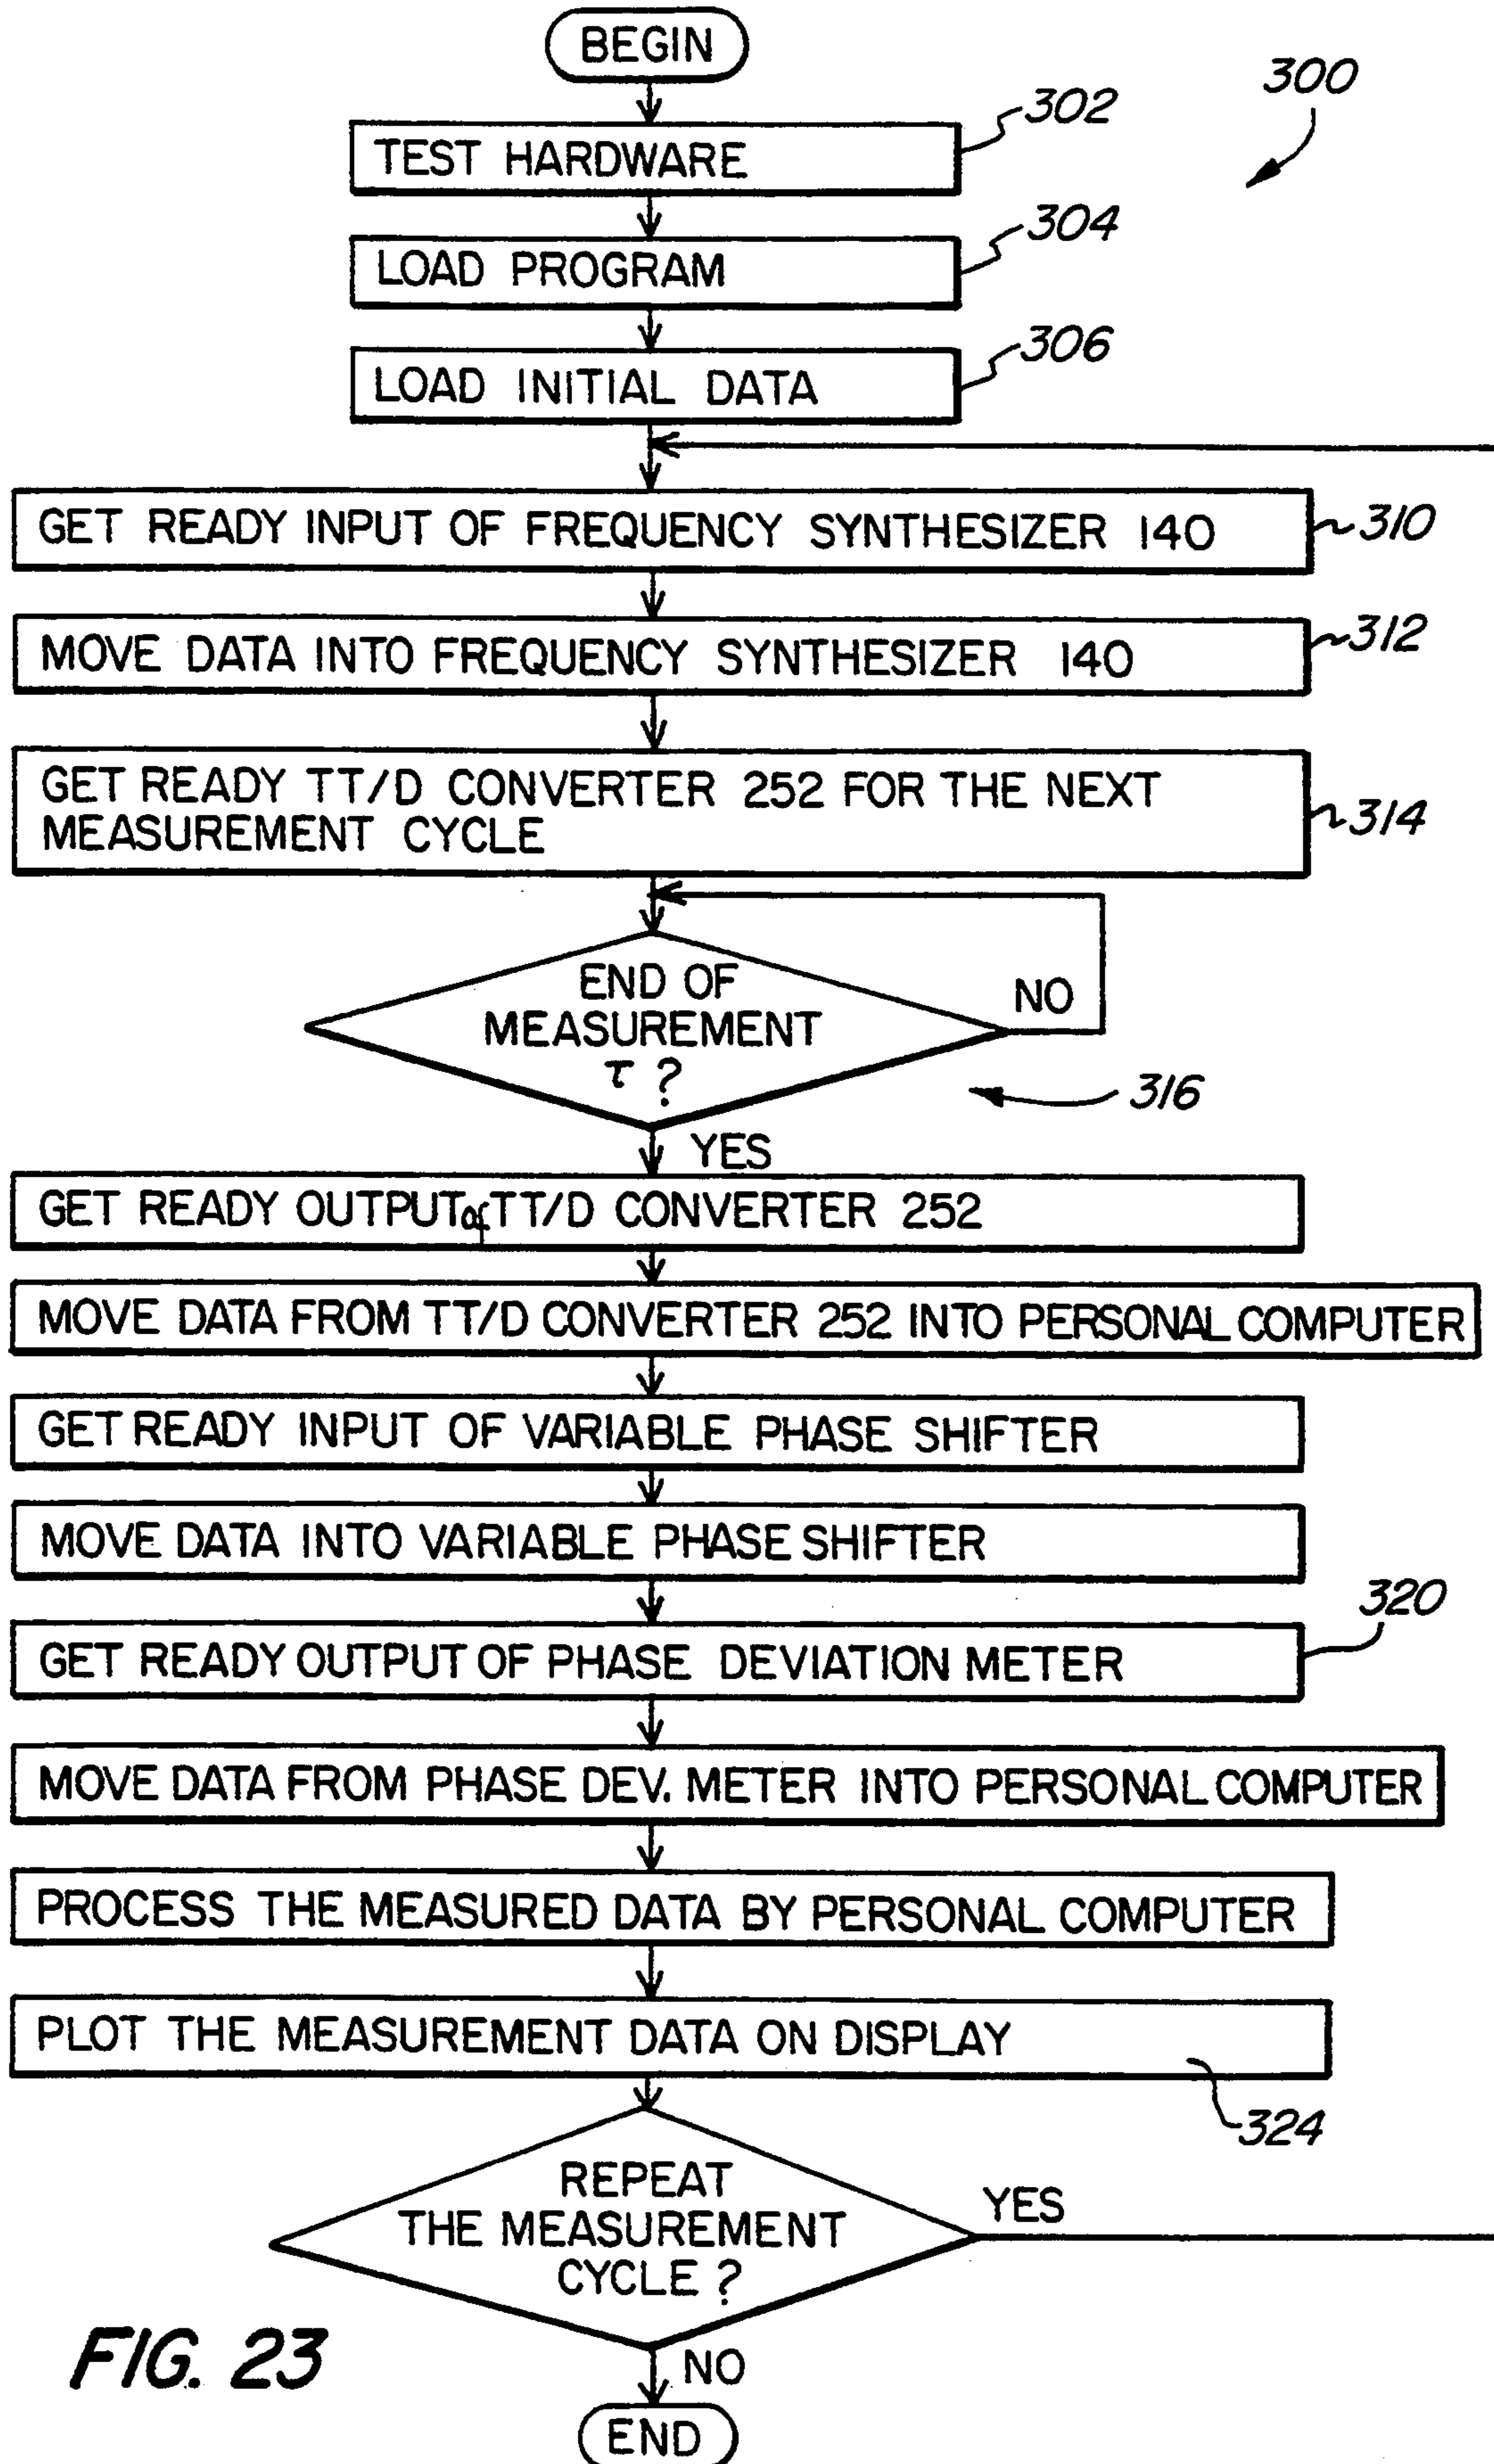 BEGIN
300
302
TEST HARDWARE
304
LOAD PROGRAM
306
LOAD INITIAL DATA
GET READY INPUT OF FREQUENCY SYNTHESIZER 140
310
MOVE DATA INTO FREQUENCY SYNTHESIZER 140
312
GET READY TT/D CONVERTER 252 FOR THE NEXT
MEASUREMENT CYCLE
314
END OF
MEASUREMENT
τ ?
NO
316
YES
GET READY OUTPUT of TT/D CONVERTER 252
MOVE DATA FROM TT/D CONVERTER 252 INTO PERSONAL COMPUTER
GET READY INPUT OF VARIABLE PHASE SHIFTER
MOVE DATA INTO VARIABLE PHASE SHIFTER
320
GET READY OUTPUT OF PHASE DEVIATION METER
MOVE DATA FROM PHASE DEV. METER INTO PERSONAL COMPUTER
PROCESS THE MEASURED DATA BY PERSONAL COMPUTER
PLOT THE MEASUREMENT DATA ON DISPLAY
324
REPEAT
THE MEASUREMENT
CYCLE ?
YES
NO
END
FIG. 23